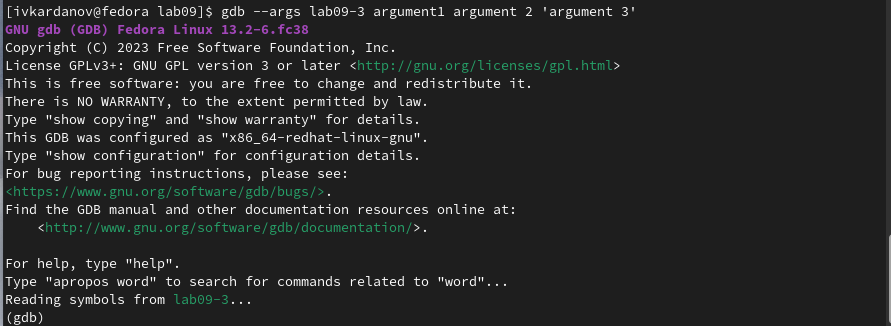 [ivkardanov@fedora lab09]$ gdb --args lab09-3 argument1 argument 2 'argument 3'
GNU gdb (GDB) Fedora Linux 13.2-6.fc38
Copyright (C) 2023 Free Software Foundation, Inc.
License GPLv3+: GNU GPL version 3 or later <http://gnu.org/licenses/gpl.html>
This is free software: you are free to change and redistribute it.
There is NO WARRANTY, to the extent permitted by law.
Type "show copying" and "show warranty" for details.
This GDB was configured as "x86_64-redhat-linux-gnu".
Type "show configuration" for configuration details.
For bug reporting instructions, please see:
<https://www.gnu.org/software/gdb/bugs/>.
Find the GDB manual and other documentation resources online at:
    <http://www.gnu.org/software/gdb/documentation/>.

For help, type "help".
Type "apropos word" to search for commands related to "word"...
Reading symbols from lab09-3...
(gdb)